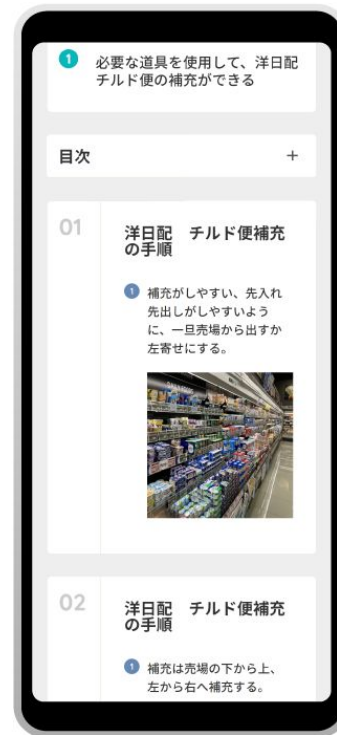 1
必要な道具を使用して、洋日配
チルド便の補充ができる
目次 +
01
洋日配　チルド便補充
の手順
1 補充がしやすい、先入れ
先出しがしやすいよう
に、一旦売場から出すか
左寄せにする。
02
洋日配　チルド便補充
の手順
1 補充は売場の下から上、
左から右へ補充する。